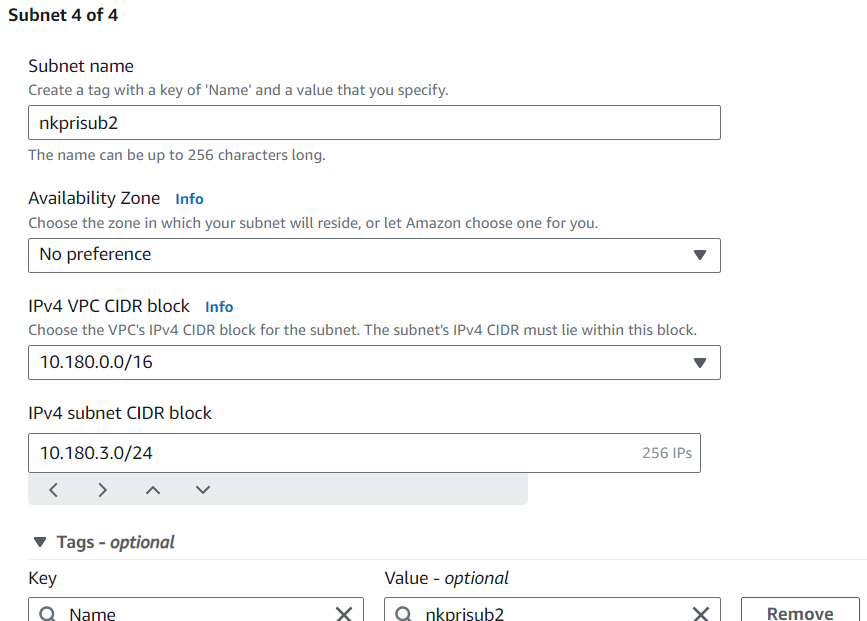 Subnet 4 of 4
Subnet name
Create a tag with a key of 'Name' and a value that you specify.
nkprisub2
The name can be up to 256 characters long.
Availability Zone Info
Choose the zone in which your subnet will reside, or let Amazon choose one for you.
No preference
IPv4 VPC CIDR block Info
Choose the VPC's IPv4 CIDR block for the subnet. The subnet's IPv4 CIDR must lie within this block.
10.180.0.0/16
IPv4 subnet CIDR block
10.180.3.0/24 256 IPs
Tags - optional
Key Value - optional
Name nkprisub2 Remove